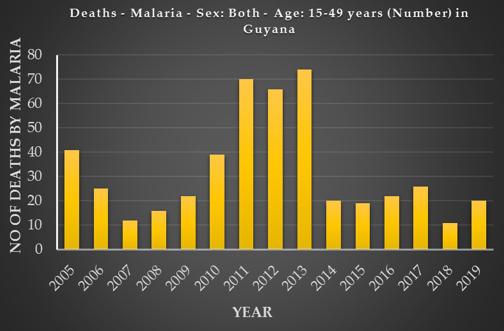 Deaths - Malaria - Sex: Both - Age: 15-49 years (Number) in
Guyana
NO OF DEATHS BY MALARIA
80
70
60
50
40
30
20
10
0
2005 2006 2007 2008 2009 2010 2011 2012 2013 2014 2015 2016 2017 2018 2019
YEAR